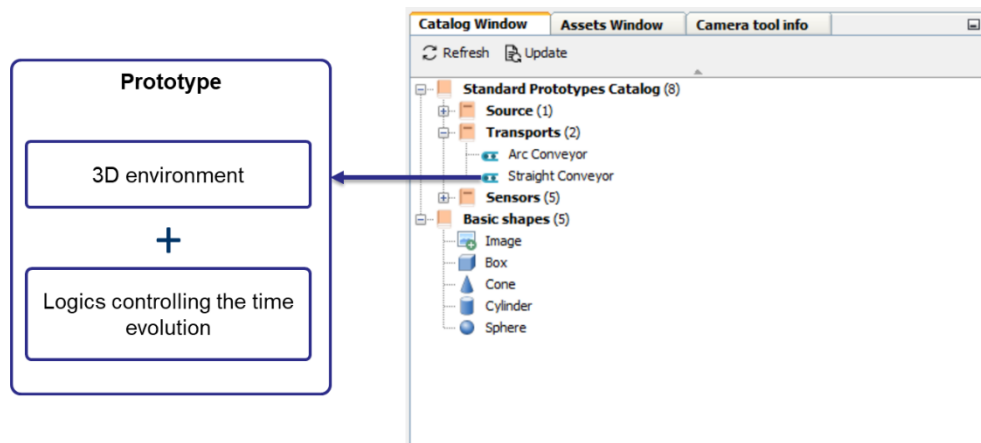 Prototype
3D environment
+
Logics controlling the time
evolution
Catalog Window Assets Window Camera tool info
Refresh Update
Standard Prototypes Catalog (8)
Source (1)
Transports (2)
Arc Conveyor
Straight Conveyor
Sensors (5)
Basic shapes (5)
Image
Box
Cone
Cylinder
Sphere